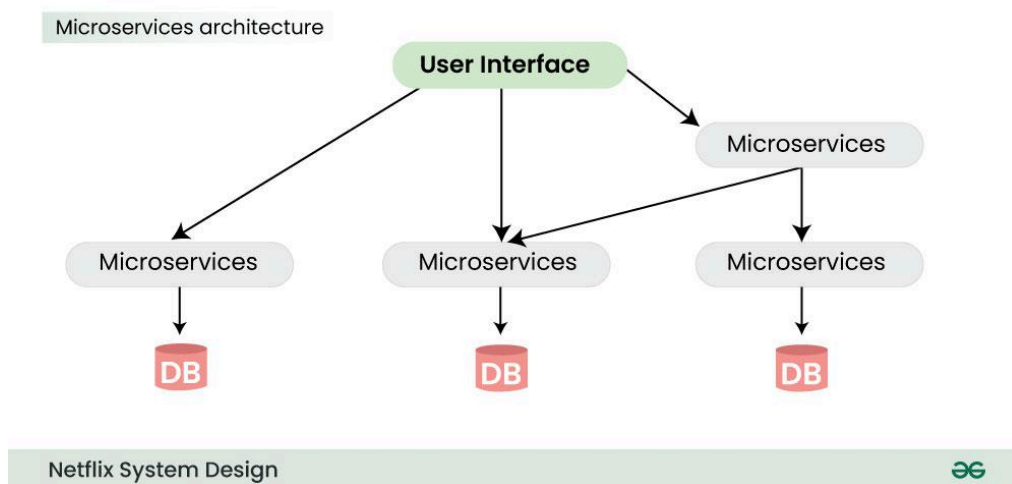 Microservices architecture
User Interface
Microservices
Microservices
Microservices
Microservices
DB
DB
DB
Netflix System Design